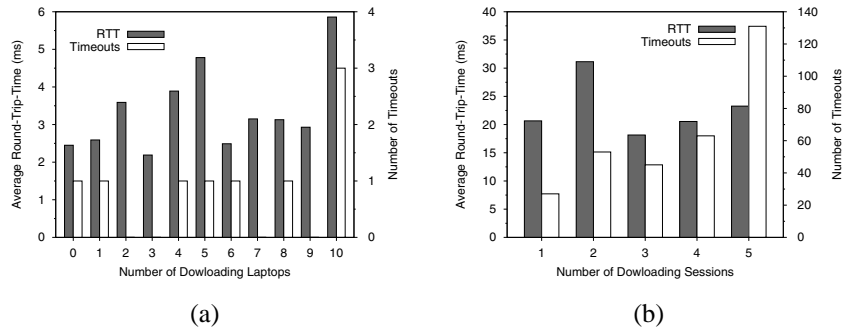 6
5
4
3
2
1
0
Average Round-Trip-Time (ms)
RTT
Timeouts
4
3
2
1
0
Number of Timeouts
0 1 2 3 4 5 6 7 8 9 10
Number of Dowloading Laptops
(a)
40
35
30
25
20
15
10
5
0
Average Round-Trip-Time (ms)
RTT
Timeouts
140
120
100
80
60
40
20
0
Number of Timeouts
1 2 3 4 5
Number of Dowloading Sessions
(b)